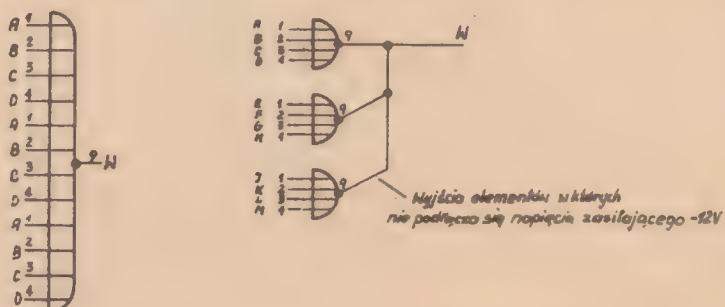 A 1
B 2
C 3
D 4
A 1
B 2
C 3
D 4
A 1
B 2
C 3
D 4
9 W
A 1
B 2
C 3
D 4
9 W
E 1
F 2
G 3
H 4
9
J 1
K 2
L 3
M 4
9
Wyjścia elementów w których
nie podłącza się napięcia zasilającego -12V